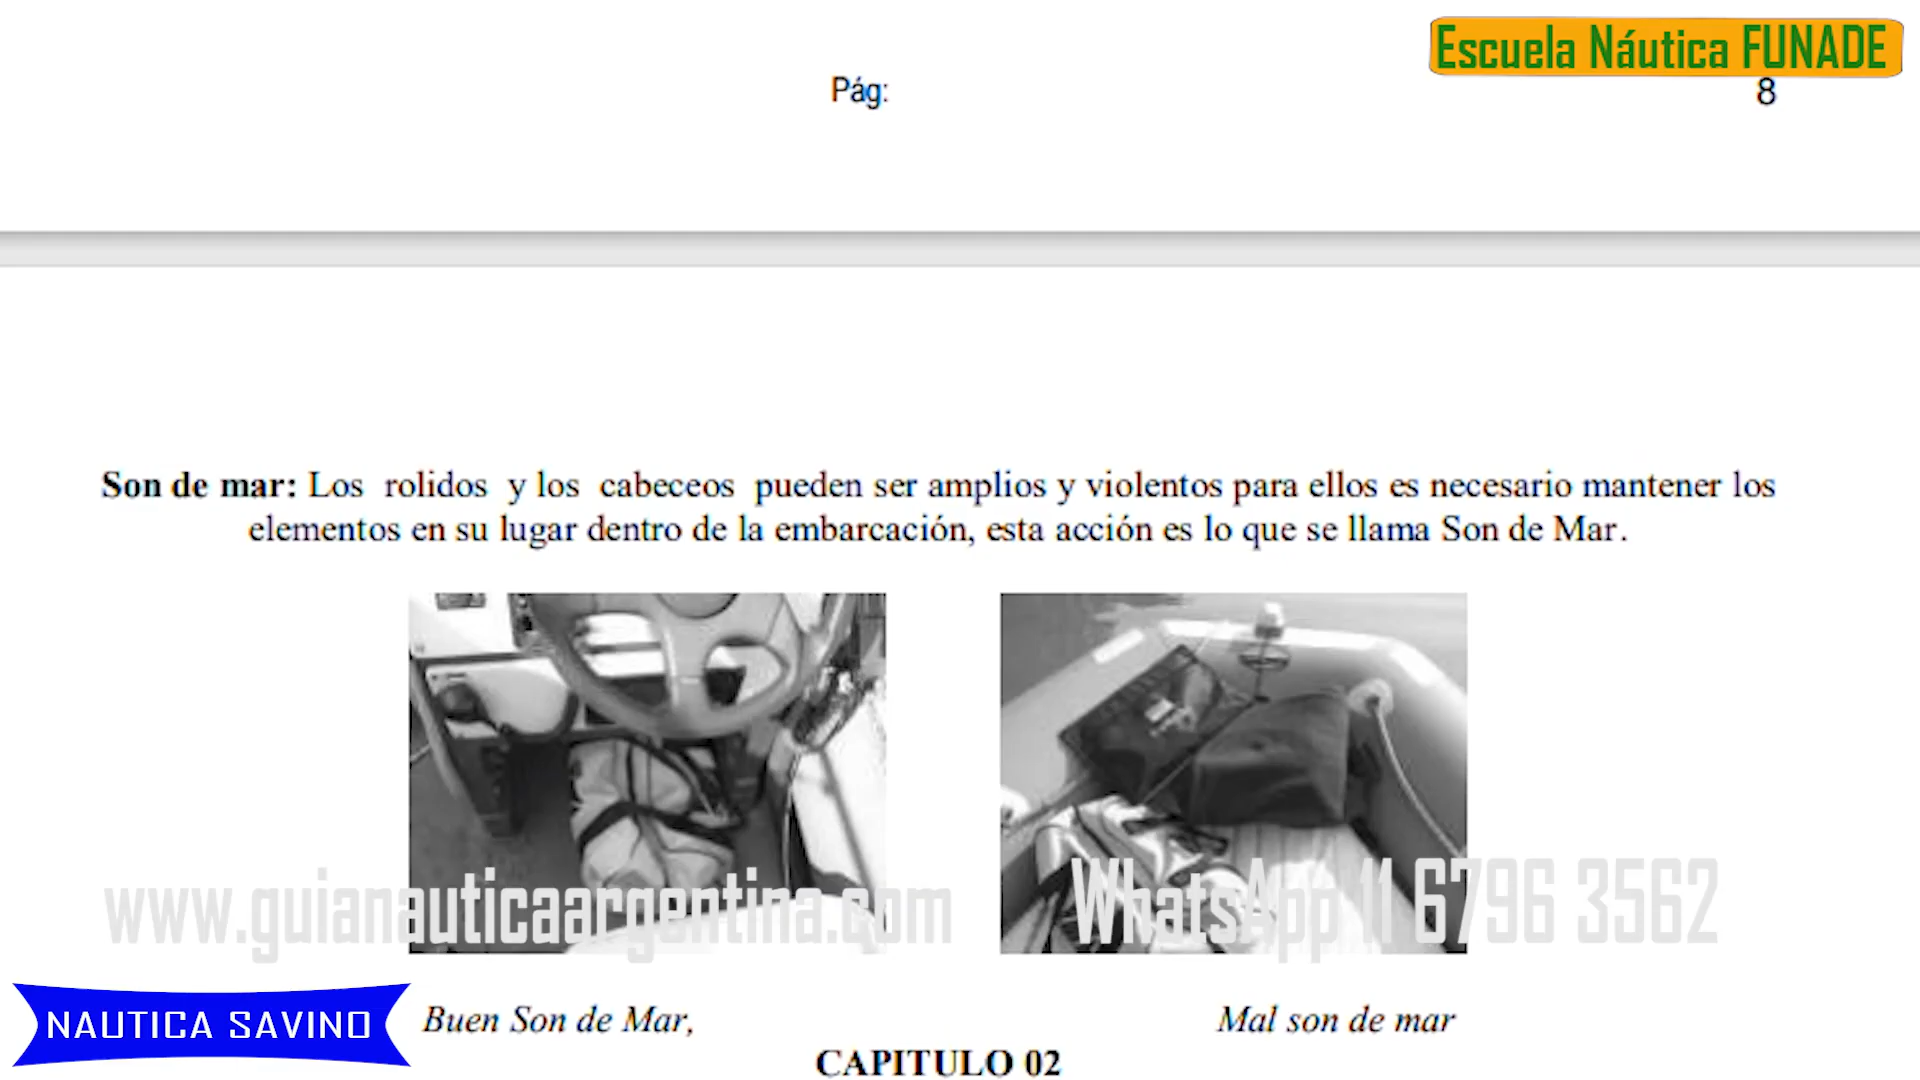 Escuela Náutica FUNADE
Pág:
8
Son de mar: Los rolidos y los cabeceos pueden ser amplios y violentos para ellos es necesario mantener los
elementos en su lugar dentro de la embarcación, esta acción es lo que se llama Son de Mar.
www.guianauticaargentina.com
WhatsApp 11 6796 3562
NAUTICA SAVINO
Buen Son de Mar,
Mal son de mar
CAPITULO 02